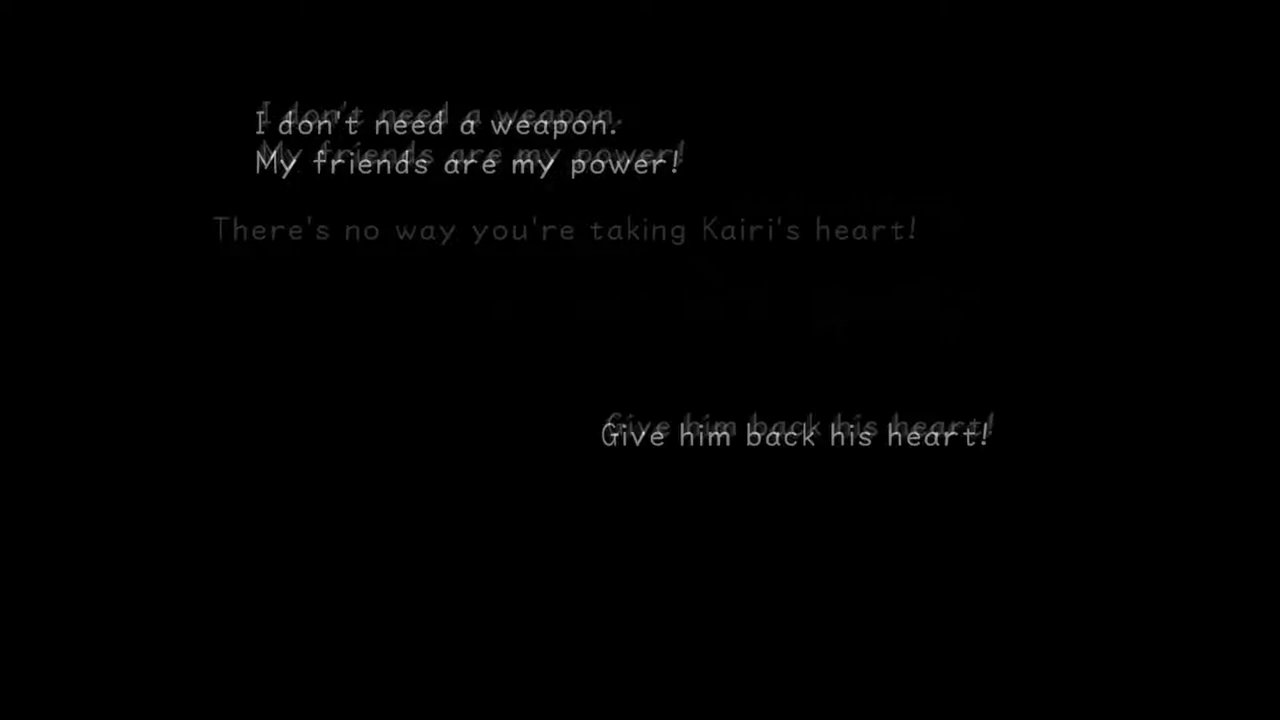 I don't need a weapon.
My friends are my power!
There's no way you're taking Kairi's heart!
Give him back his heart!